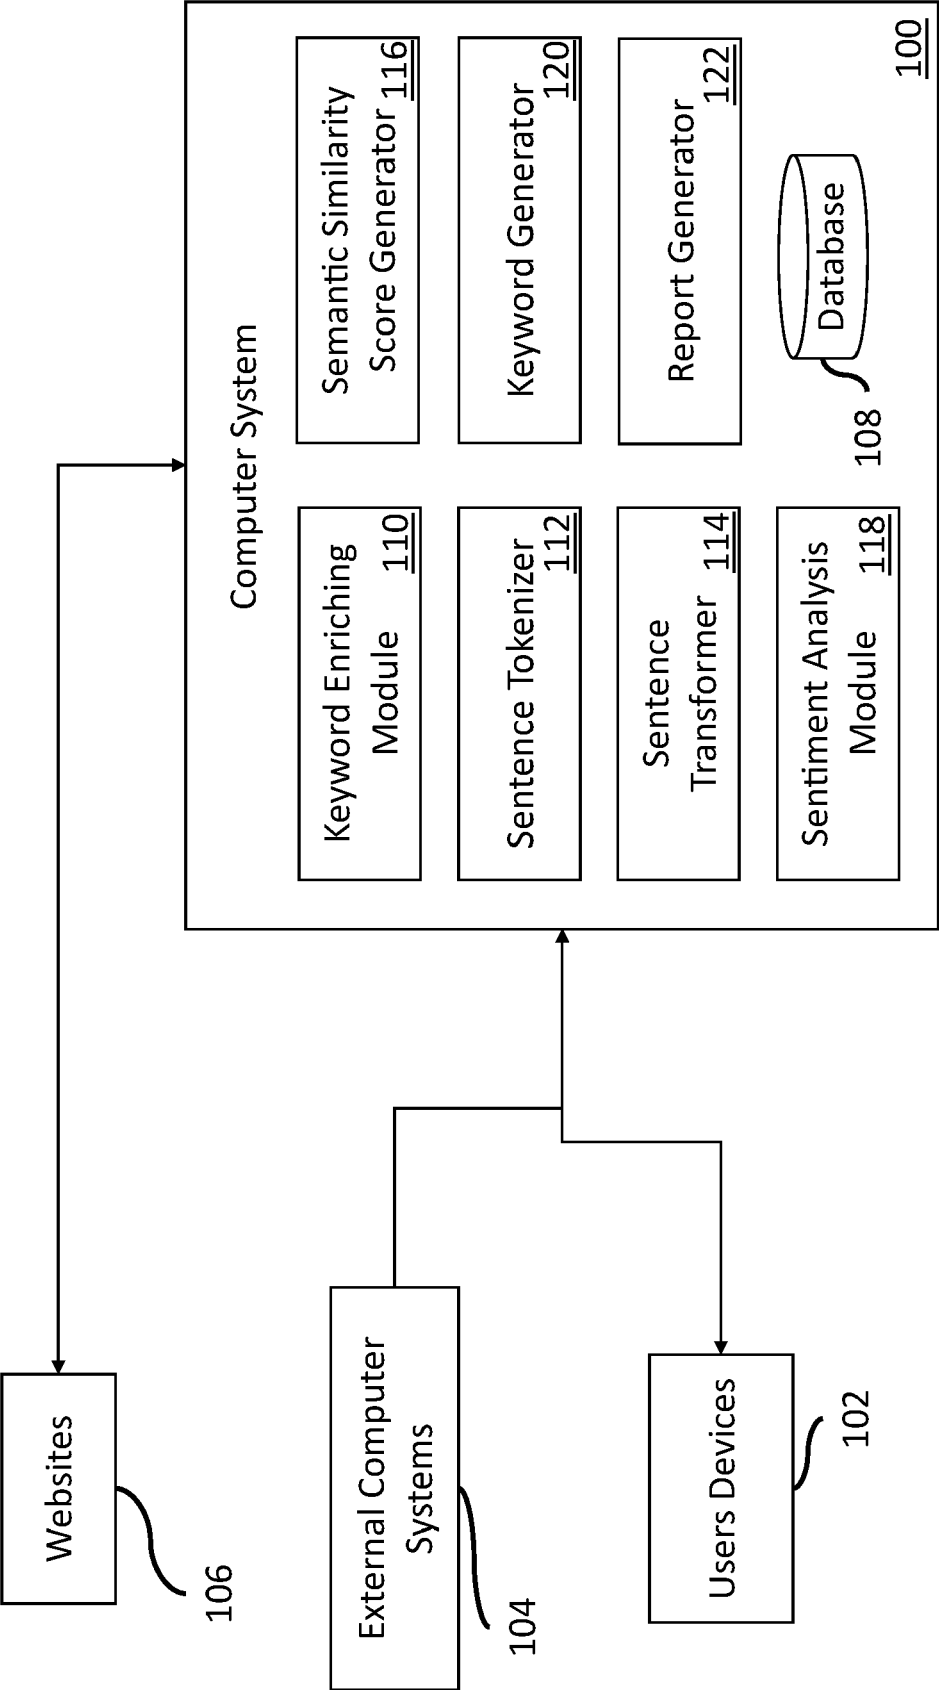 Websites
106
External Computer
Systems
104
Users Devices
102
Computer System
Keyword Enriching
Module
110
Sentence Tokenizer
112
Sentence
Transformer
114
Sentiment Analysis
Module
118
Semantic Similarity
Score Generator
116
Keyword Generator
120
Report Generator
122
Database
108
100